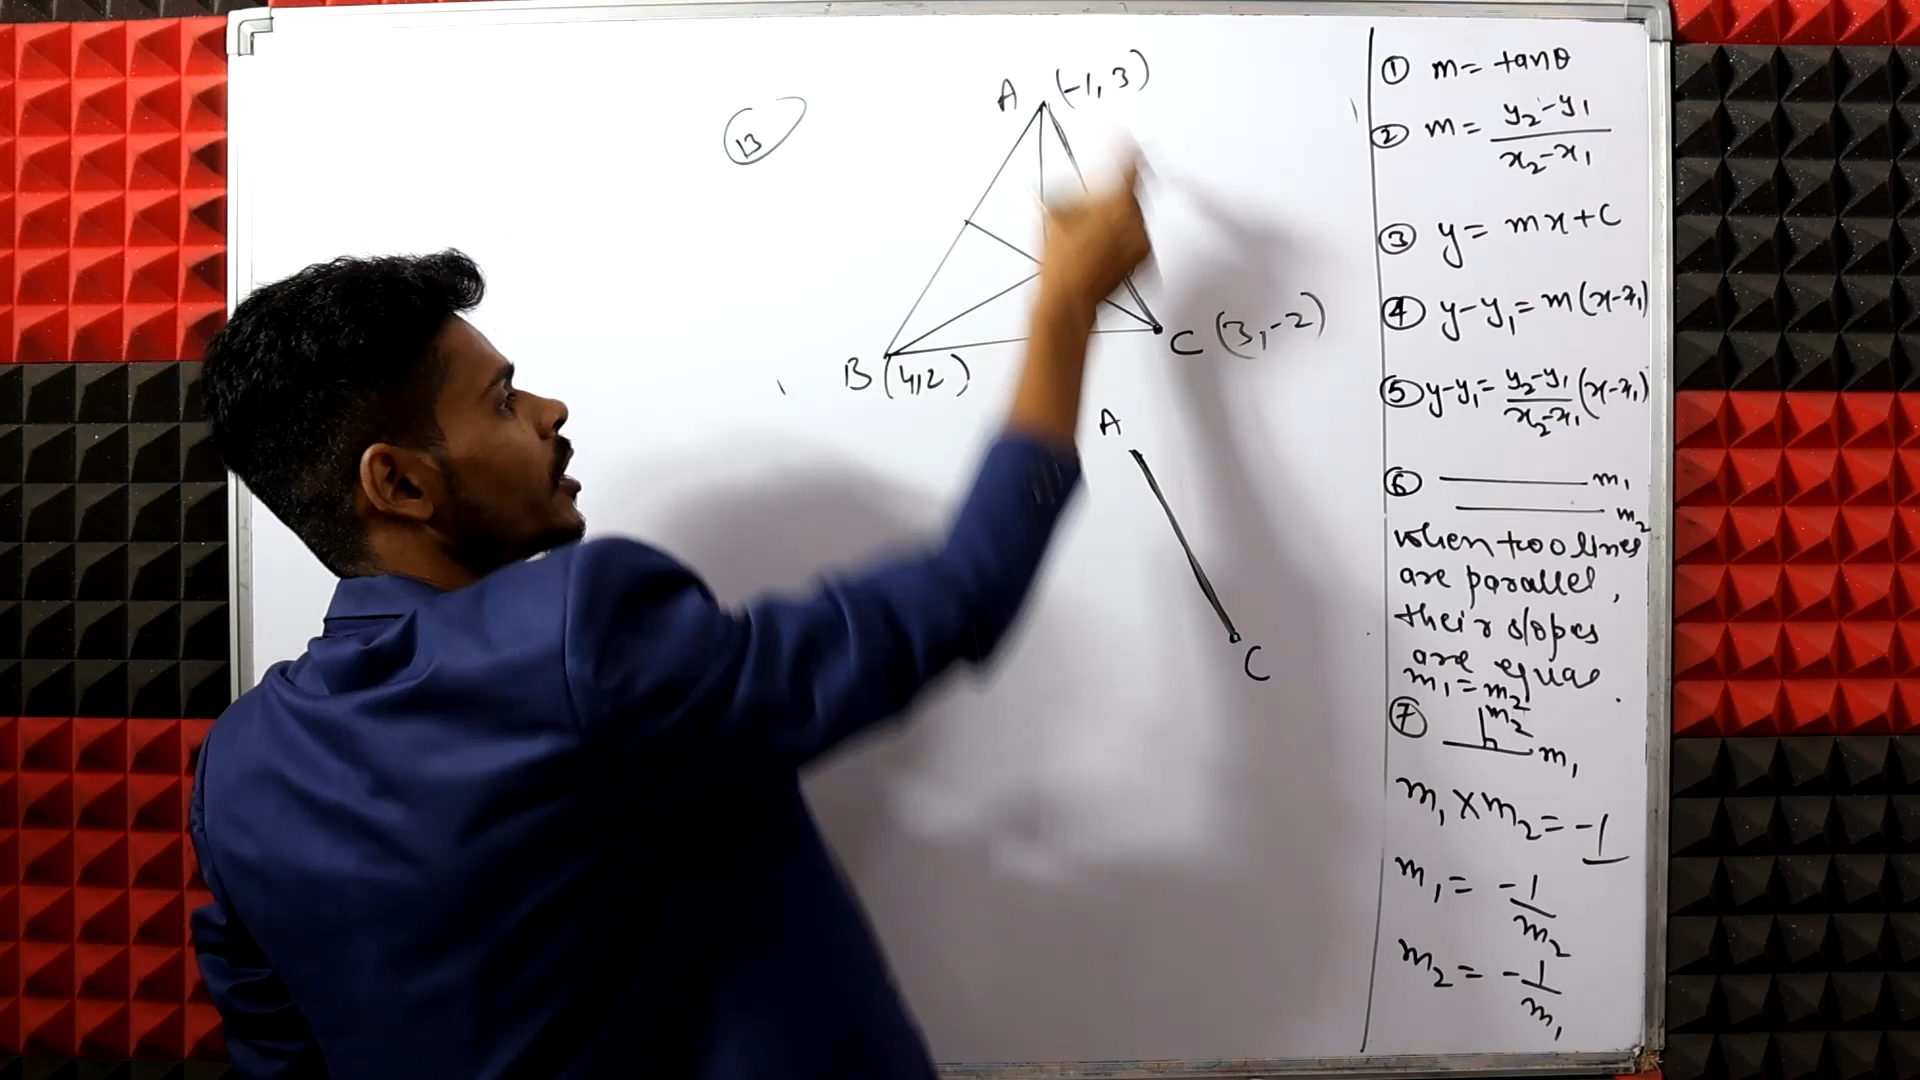 13
A (-1, 3)
B (4,2)
C (3,-2)
A
C
① m = tanθ
② m = y₂-y₁ / x₂-x₁
③ y = mx+C
④ y-y₁ = m(x-x₁)
⑤ y-y₁ = y₂-y₁ / x₂-x₁ (x-x₁)
⑥ m₁
m₂
when two lines
are parallel,
their slopes
are equal.
m₁ = m₂
⑦ m₂
m₁
m₁ x m₂ = -1
m₁ = -1 / m₂
m₂ = -1 / m₁